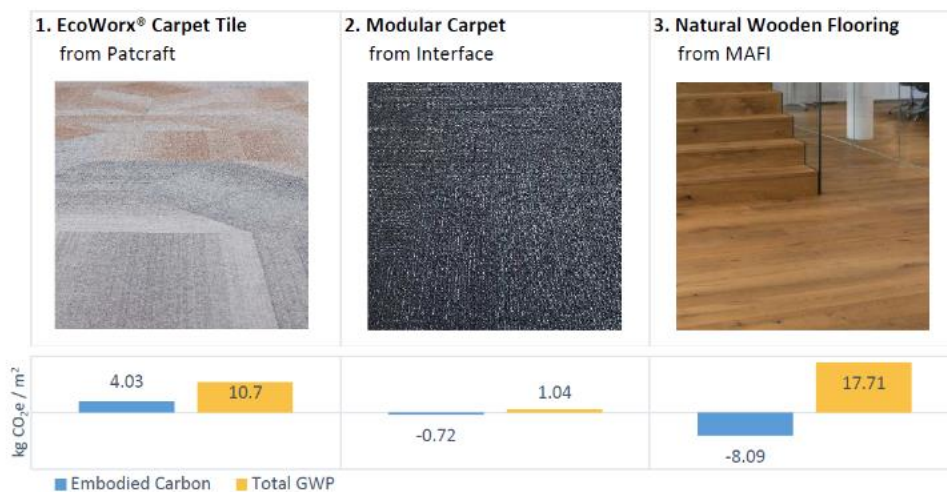 1. EcoWorx® Carpet Tile
from Patcraft
2. Modular Carpet
from Interface
3. Natural Wooden Flooring
from MAFI
kg CO₂e / m²
4.03
10.7
-0.72
1.04
-8.09
17.71
Embodied Carbon
Total GWP